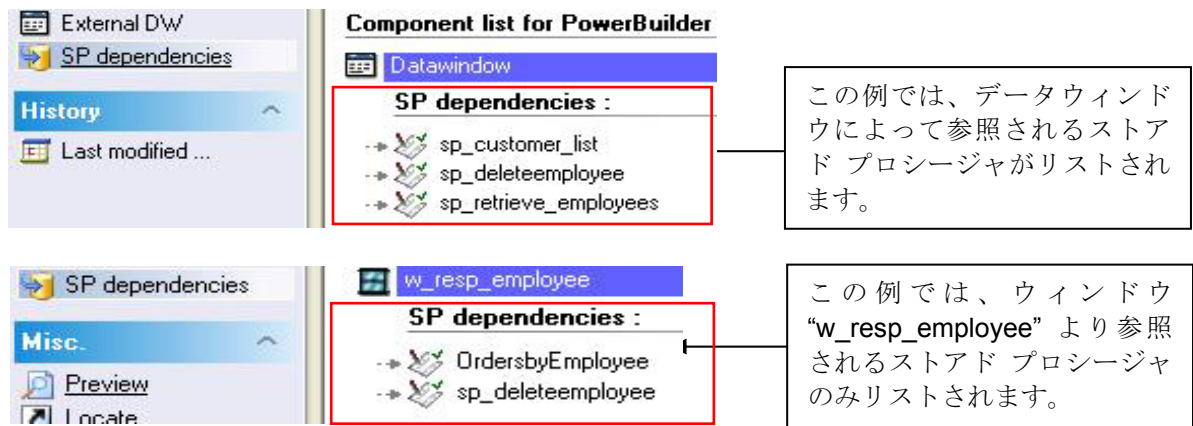 External DW
SP dependencies
History
Last modified ...
Component list for PowerBuilder
Datawindow
SP dependencies :
sp_customer_list
sp_deleteemployee
sp_retrieve_employees
この例では、データウィンド
ウによって参照されるストア
ド プロシージャがリストされ
ます。
SP dependencies
Misc.
Preview
Locate
w_resp_employee
SP dependencies :
OrdersbyEmployee
sp_deleteemployee
この例では、ウィンドウ
“w_resp_employee” より参照
されるストアド プロシージャ
のみリストされます。